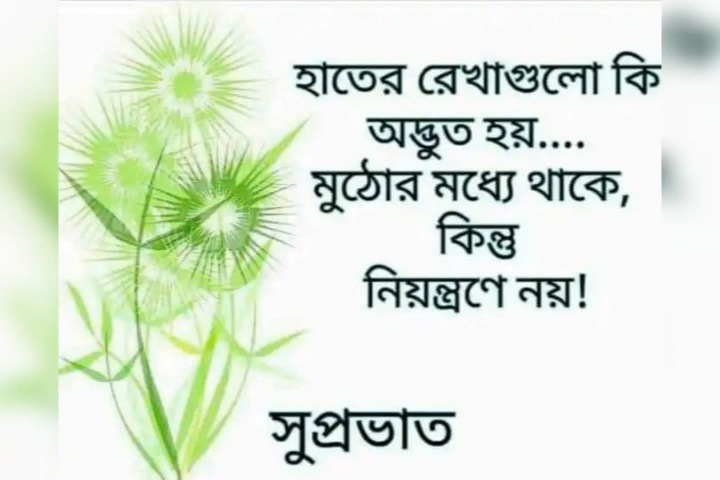 হাতের রেখাগুলো কি
অদ্ভুত হয়....
মুঠোর মধ্যে থাকে,
কিন্তু
নিয়ন্ত্রণে নয়!
সুপ্রভাত